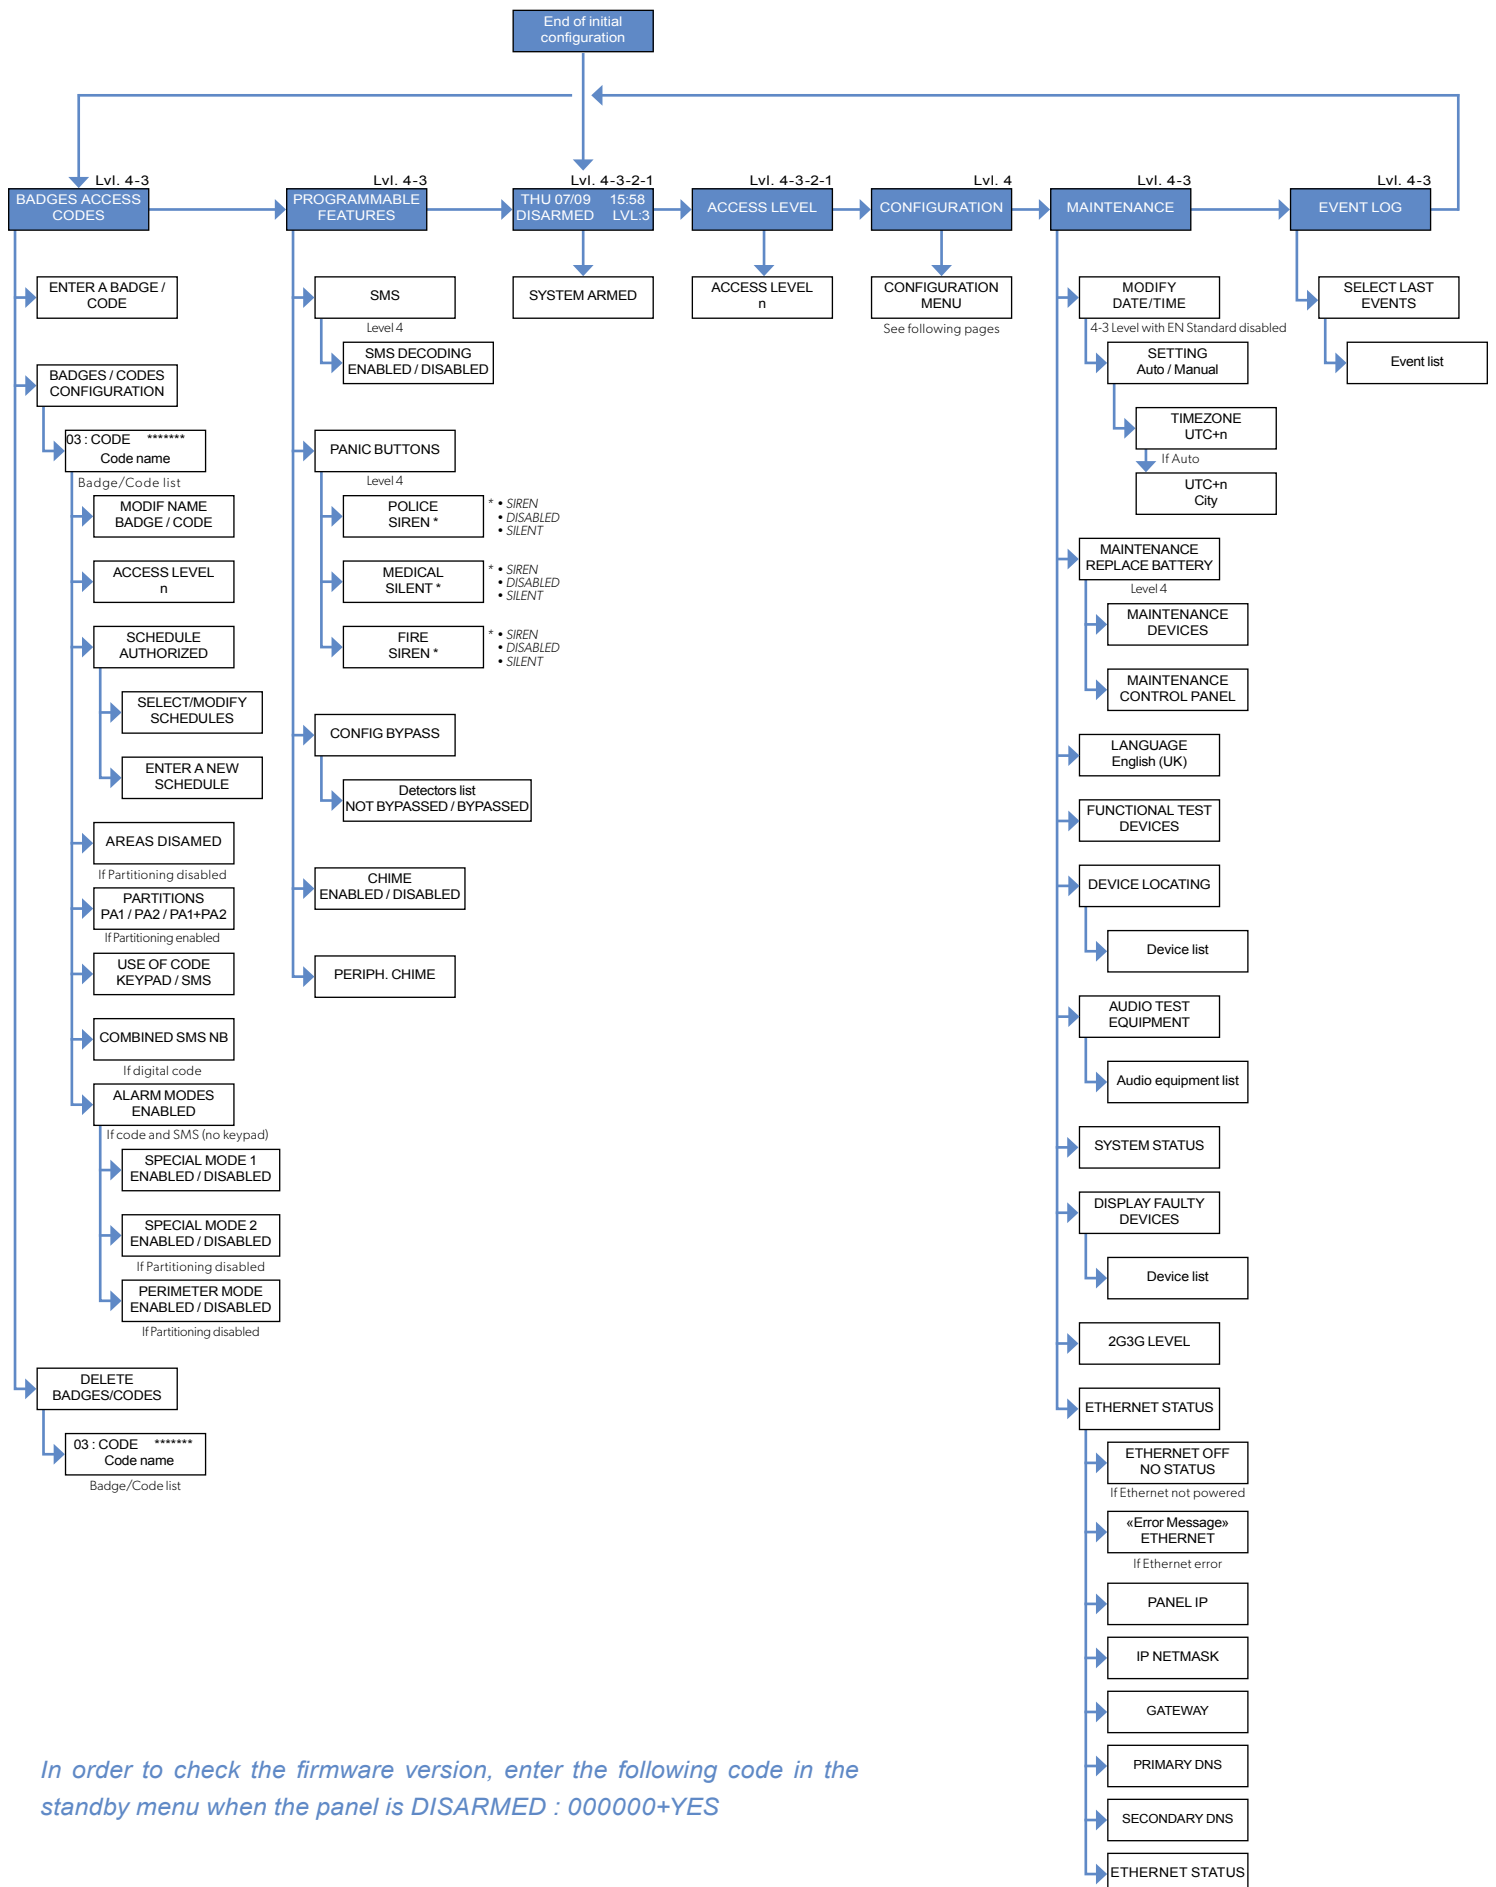 End of initial
configuration
Lvl. 4-3
BADGES ACCESS
CODES
Lvl. 4-3
PROGRAMMABLE
FEATURES
Lvl. 4-3-2-1
THU 07/09 15:58
DISARMED LVL:3
Lvl. 4-3-2-1
ACCESS LEVEL
Lvl. 4
CONFIGURATION
Lvl. 4-3
MAINTENANCE
Lvl. 4-3
EVENT LOG
ENTER A BADGE /
CODE
BADGES / CODES
CONFIGURATION
03 : CODE *******
Code name
Badge/Code list
MODIF NAME
BADGE / CODE
ACCESS LEVEL
n
SCHEDULE
AUTHORIZED
SELECT/MODIFY
SCHEDULES
ENTER A NEW
SCHEDULE
AREAS DISAMED
If Partitioning disabled
PARTITIONS
PA1 / PA2 / PA1+PA2
If Partitioning enabled
USE OF CODE
KEYPAD / SMS
COMBINED SMS NB
If digital code
ALARM MODES
ENABLED
If code and SMS (no keypad)
SPECIAL MODE 1
ENABLED / DISABLED
SPECIAL MODE 2
ENABLED / DISABLED
If Partitioning disabled
PERIMETER MODE
ENABLED / DISABLED
If Partitioning disabled
DELETE
BADGES/CODES
03 : CODE *******
Code name
Badge/Code list
SMS
Level 4
SMS DECODING
ENABLED / DISABLED
PANIC BUTTONS
Level 4
POLICE
SIREN *
* • SIREN
• DISABLED
• SILENT
MEDICAL
SILENT *
* • SIREN
• DISABLED
• SILENT
FIRE
SIREN *
* • SIREN
• DISABLED
• SILENT
CONFIG BYPASS
Detectors list
NOT BYPASSED / BYPASSED
CHIME
ENABLED / DISABLED
PERIPH. CHIME
SYSTEM ARMED
ACCESS LEVEL
n
CONFIGURATION
MENU
See following pages
MODIFY
DATE/TIME
4-3 Level with EN Standard disabled
SETTING
Auto / Manual
TIMEZONE
UTC+n
If Auto
UTC+n
City
MAINTENANCE
REPLACE BATTERY
Level 4
MAINTENANCE
DEVICES
MAINTENANCE
CONTROL PANEL
LANGUAGE
English (UK)
FUNCTIONAL TEST
DEVICES
DEVICE LOCATING
Device list
AUDIO TEST
EQUIPMENT
Audio equipment list
SYSTEM STATUS
DISPLAY FAULTY
DEVICES
Device list
2G3G LEVEL
ETHERNET STATUS
ETHERNET OFF
NO STATUS
If Ethernet not powered
«Error Message»
ETHERNET
If Ethernet error
PANEL IP
IP NETMASK
GATEWAY
PRIMARY DNS
SECONDARY DNS
ETHERNET STATUS
SELECT LAST
EVENTS
Event list
In order to check the firmware version, enter the following code in the
standby menu when the panel is DISARMED : 000000+YES